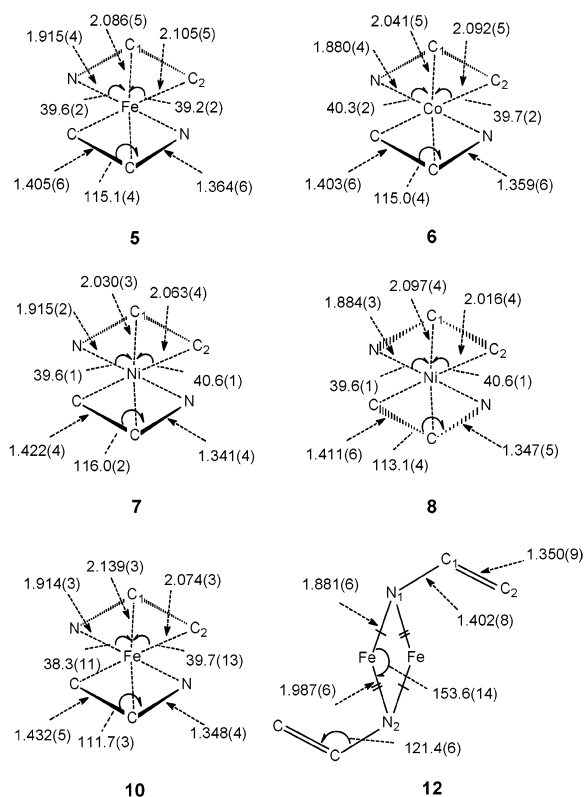 2.086(5)
1.915(4)
2.105(5)
C1
N
C2
39.6(2)
Fe
39.2(2)
C
N
C
1.405(6)
115.1(4)
1.364(6)
5
2.041(5)
1.880(4)
2.092(5)
C1
N
C2
40.3(2)
Co
39.7(2)
C
N
C
1.403(6)
115.0(4)
1.359(6)
6
2.030(3)
1.915(2)
2.063(4)
C1
N
C2
39.6(1)
Ni
40.6(1)
C
N
C
1.422(4)
116.0(2)
1.341(4)
7
2.097(4)
1.884(3)
2.016(4)
C1
N
C2
39.6(1)
Ni
40.6(1)
C
N
C
1.411(6)
113.1(4)
1.347(5)
8
2.139(3)
1.914(3)
2.074(3)
C1
N
C2
38.3(11)
Fe
39.7(13)
C
N
C
1.432(5)
111.7(3)
1.348(4)
10
C1
1.350(9)
C2
N1
1.402(8)
1.881(6)
Fe
Fe
1.987(6)
153.6(14)
N2
C
C
121.4(6)
12